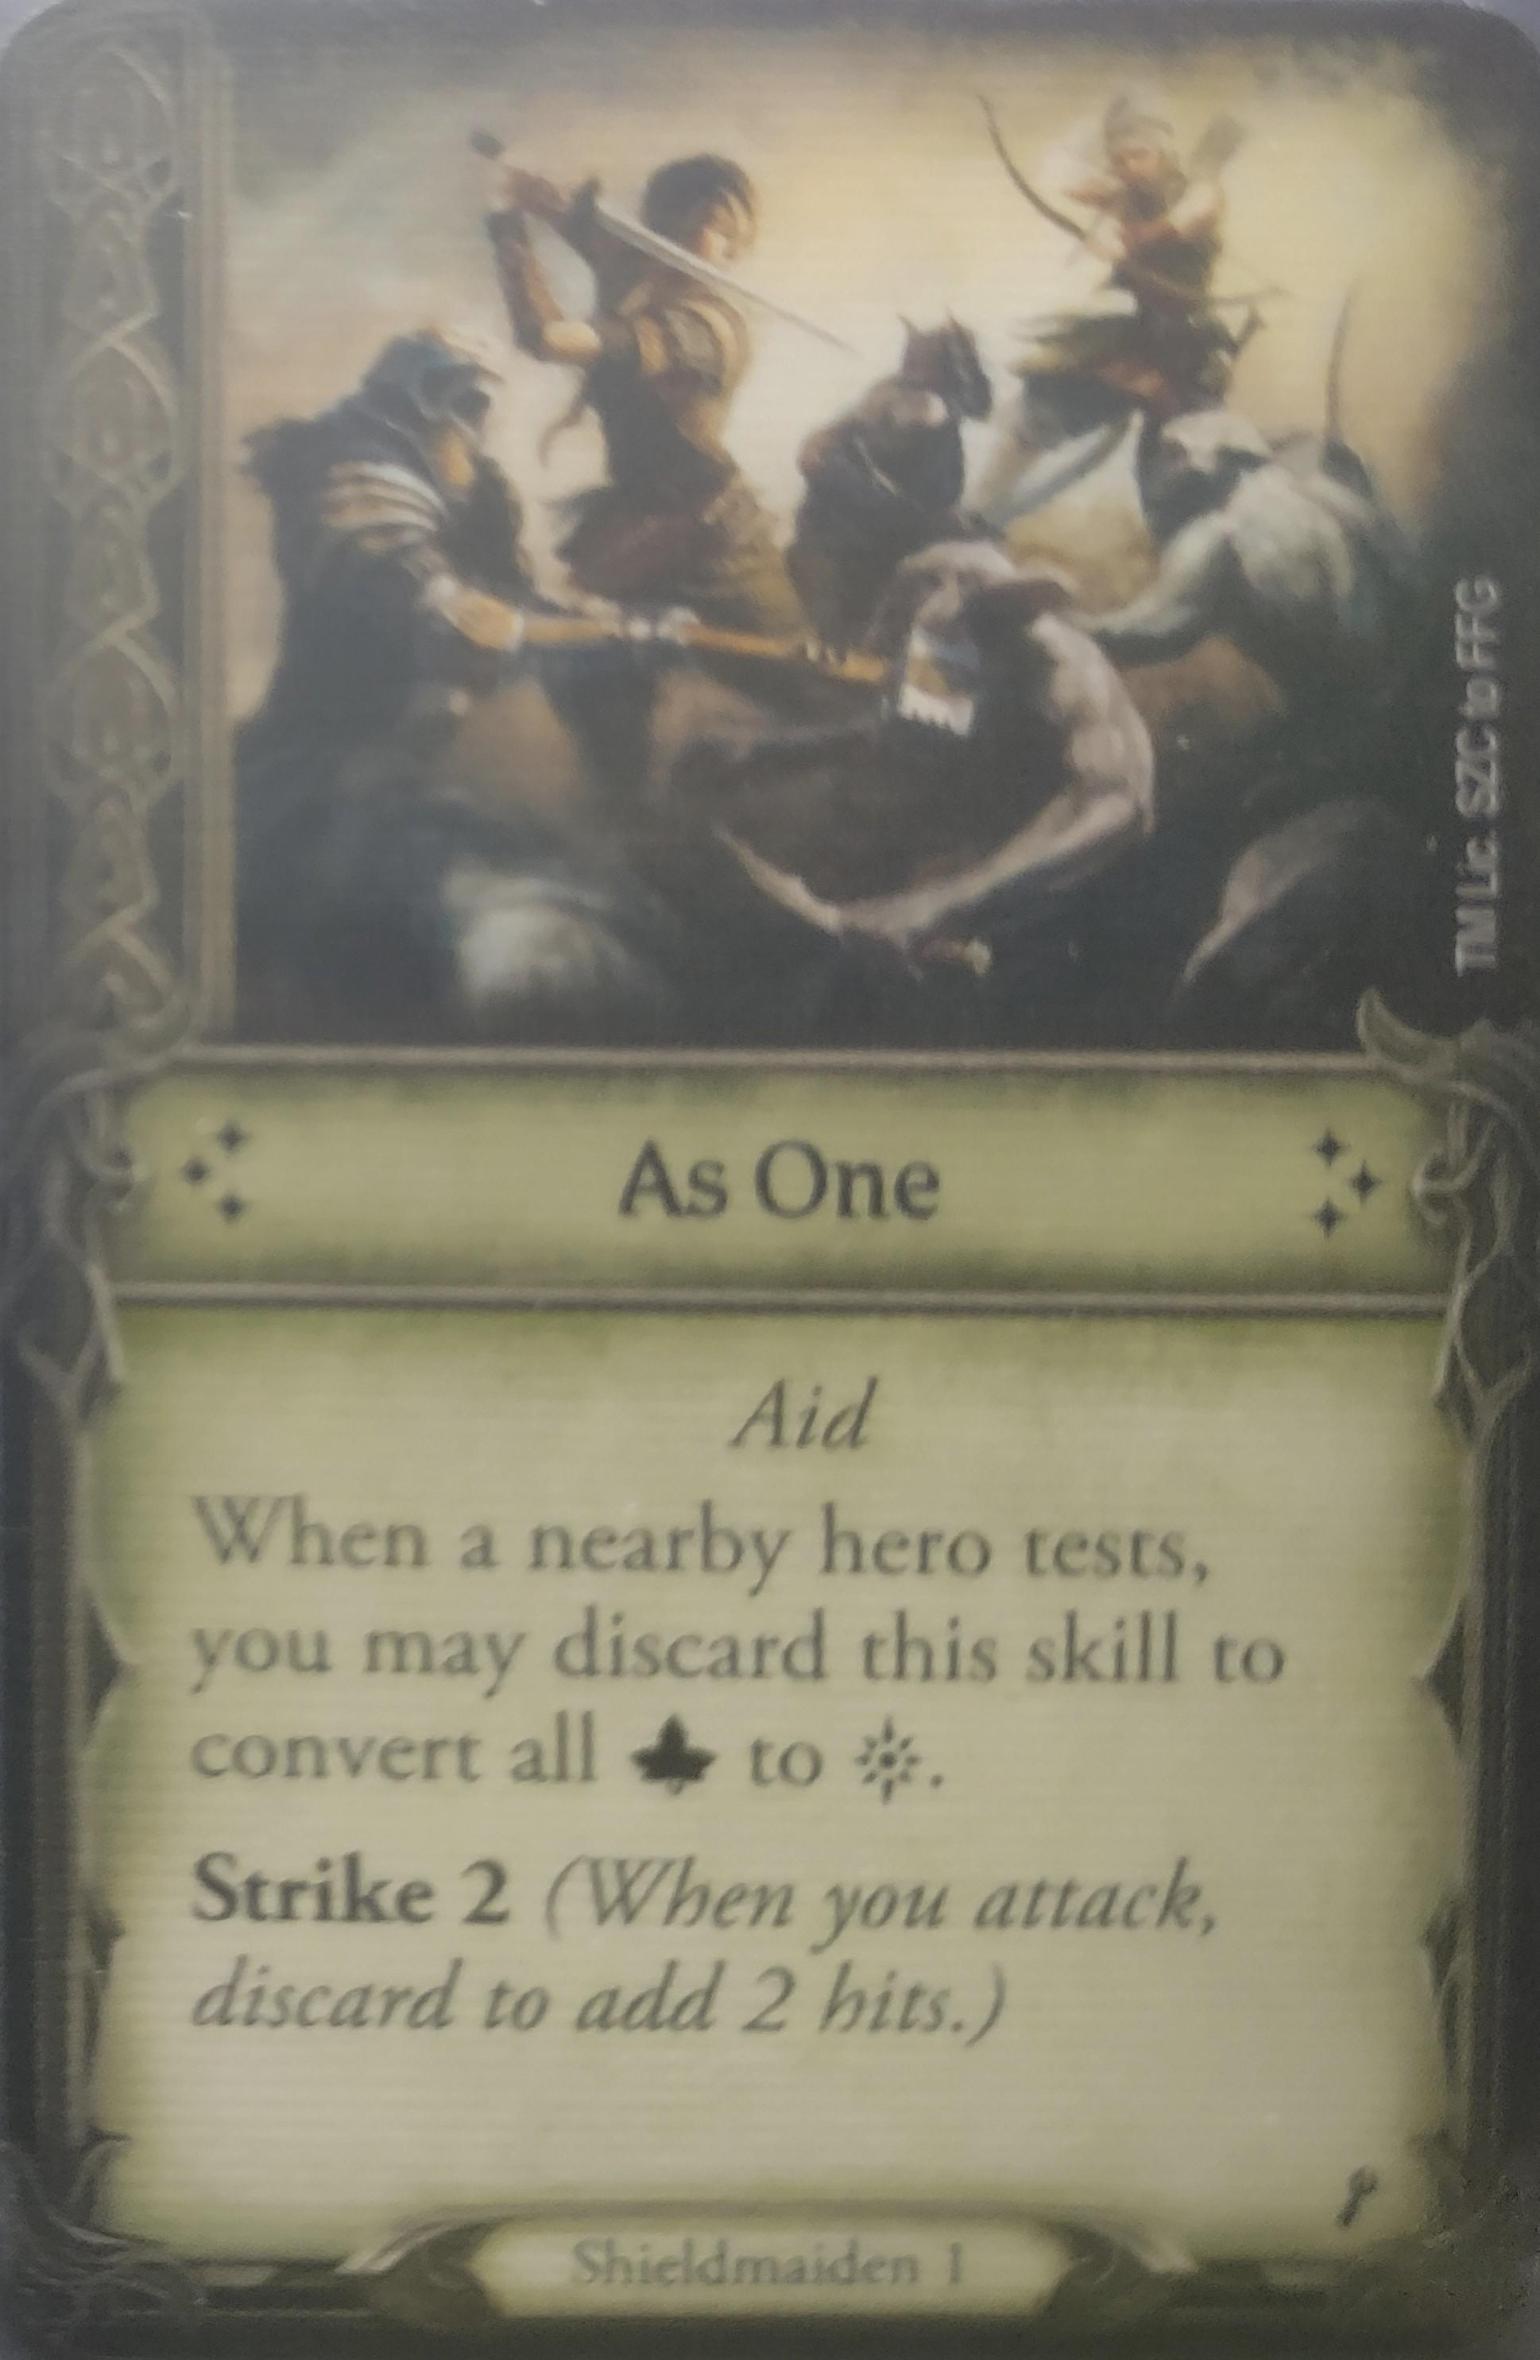 TM Lic. SZC to FFG
As One
Aid
When a nearby hero tests,
you may discard this skill to
convert all to .
Strike 2 (When you attack,
discard to add 2 hits.)
Shieldmaiden 1